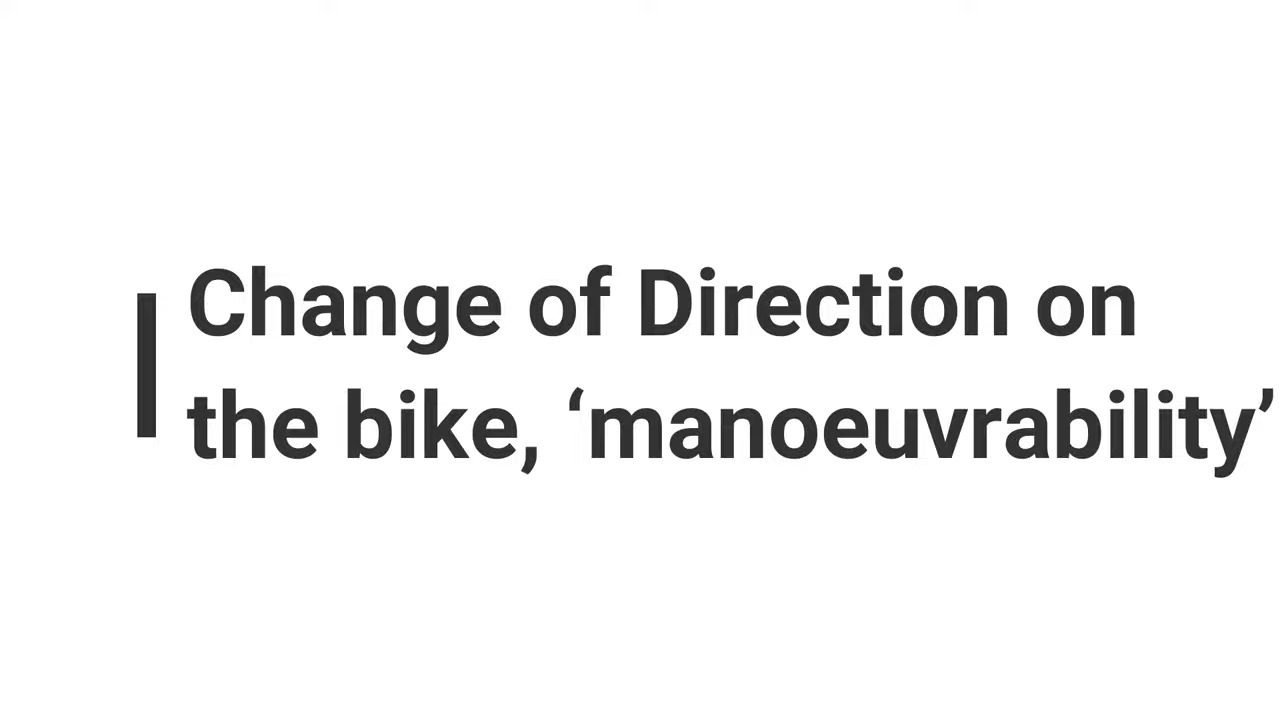 Change of Direction on
the bike, ‘manoeuvrability’